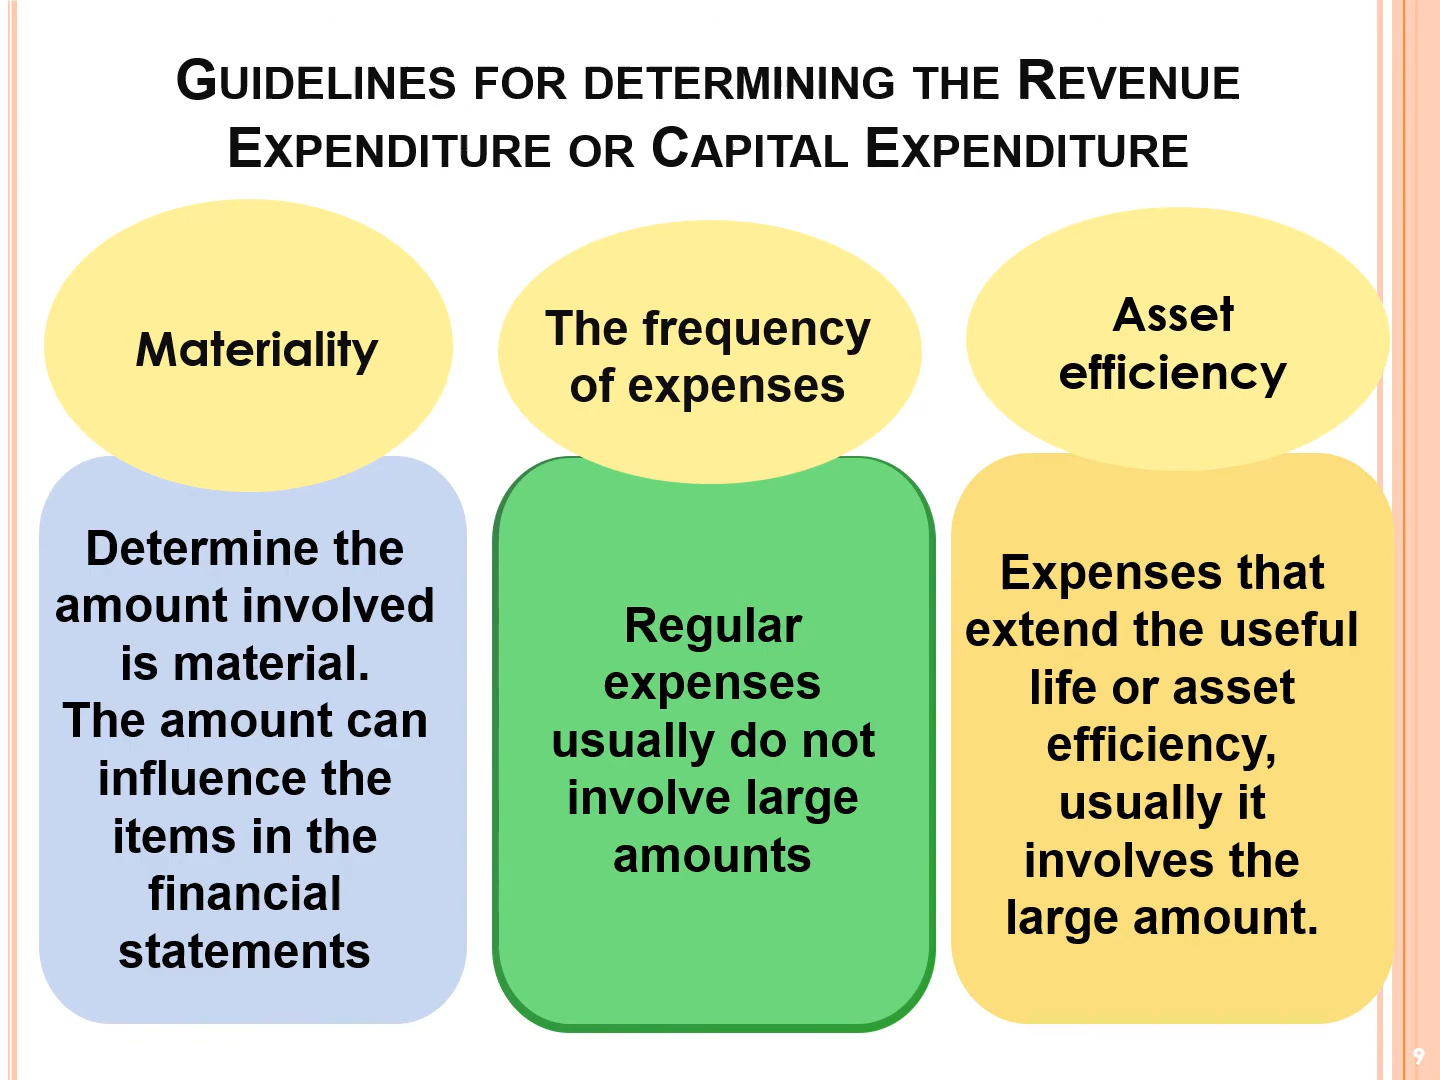 GUIDELINES FOR DETERMINING THE REVENUE
EXPENDITURE OR CAPITAL EXPENDITURE
Materiality
Determine the
amount involved
is material.
The amount can
influence the
items in the
financial
statements
The frequency
of expenses
Regular
expenses
usually do not
involve large
amounts
Asset
efficiency
Expenses that
extend the useful
life or asset
efficiency,
usually it
involves the
large amount.
9